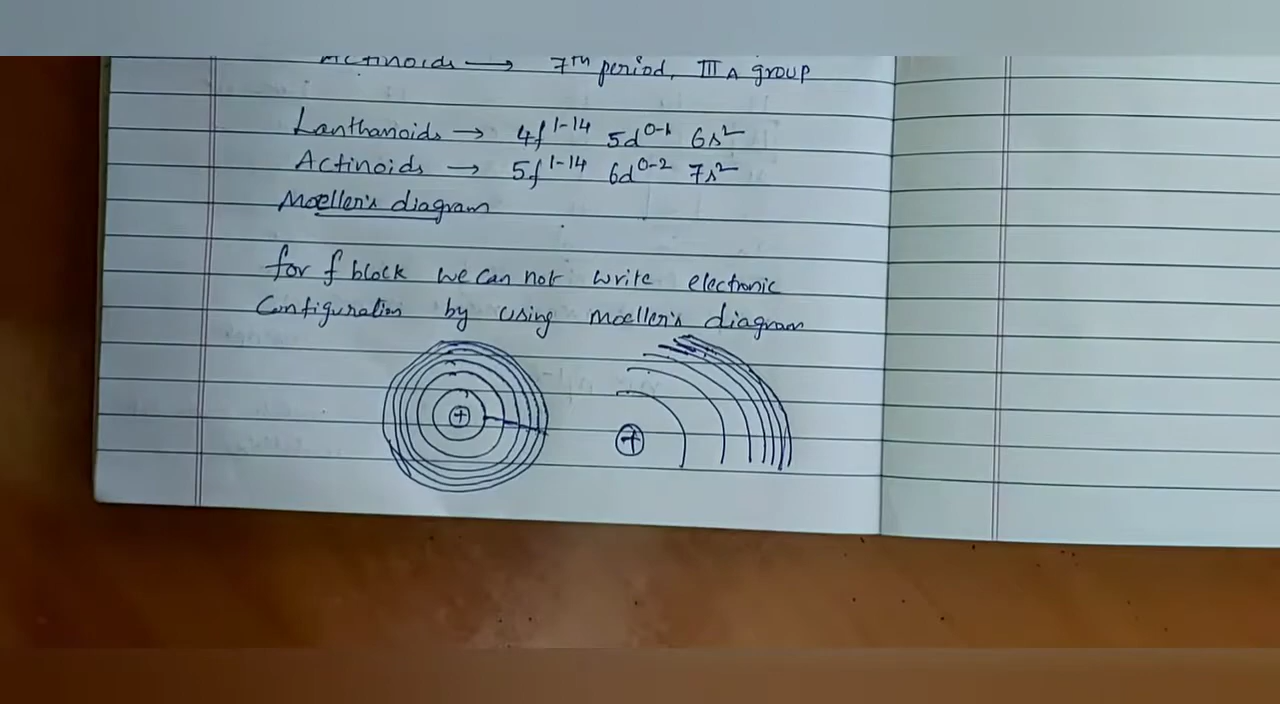 Actinoids → 7th period, III A group
Lanthanoids → 4f1-14 5d0-1 6s2
Actinoids → 5f1-14 6d0-2 7s2
Moeller's diagram
for f block we can not write electronic
Configuration by using moeller's diagram
+
+